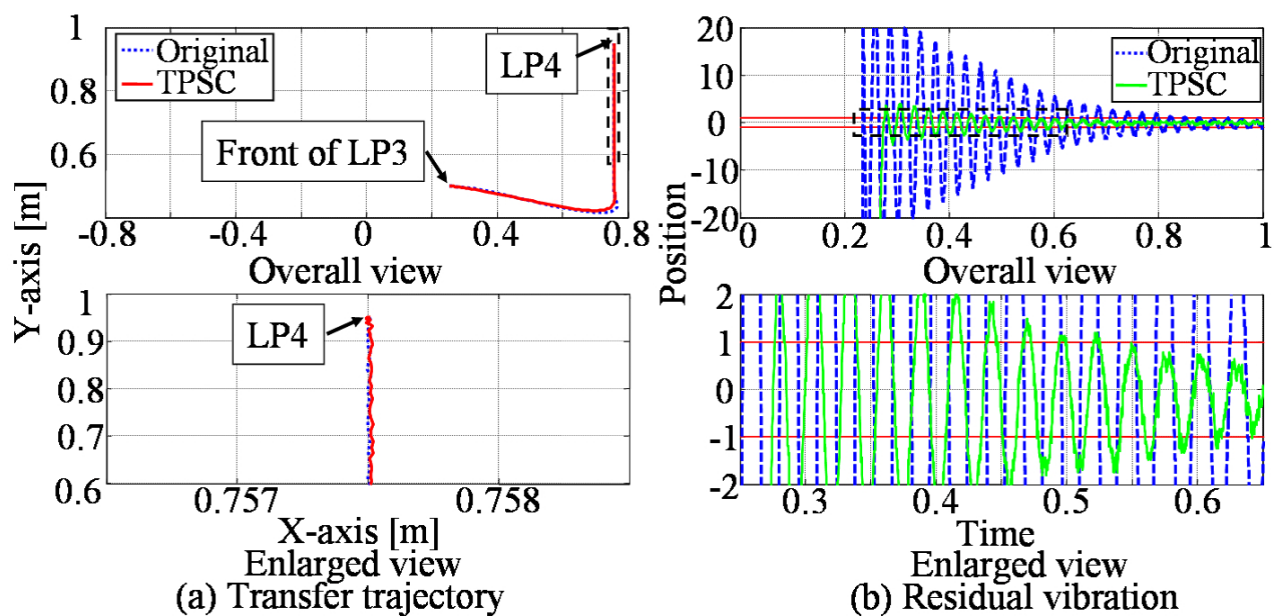 1
Original
TPSC
LP4
0.8
Front of LP3
0.6
-0.8 -0.4 0 0.4 0.8
Overall view
Y-axis [m]
1
LP4
0.9
0.8
0.7
0.6
0.757 0.758
X-axis [m]
Enlarged view
(a) Transfer trajectory
20
Original
TPSC
10
0
-10
-20
0 0.2 0.4 0.6 0.8 1
Overall view
Position
2
1
0
-1
-2
0.3 0.4 0.5 0.6
Time
Enlarged view
(b) Residual vibration